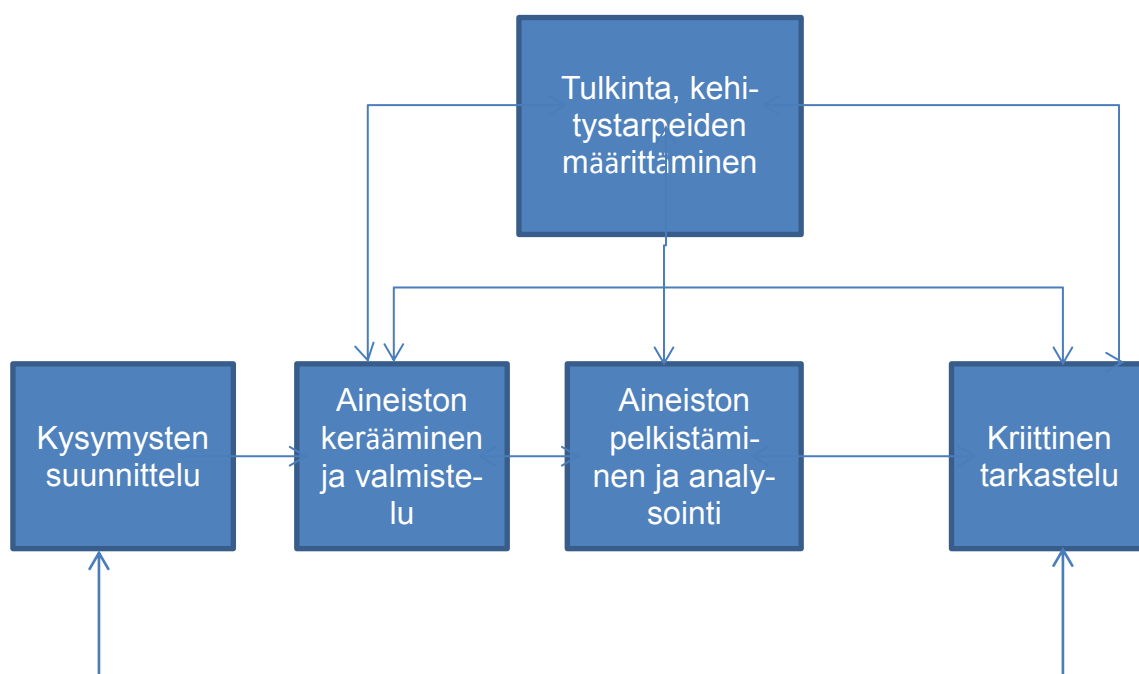 Tulkinta, kehi-
tystarpeiden
määrittäminen
Kysymysten
suunnittelu
Aineiston
kerääminen
ja valmiste-
lu
Aineiston
pelkistämi-
nen ja analy-
sointi
Kriittinen
tarkastelu